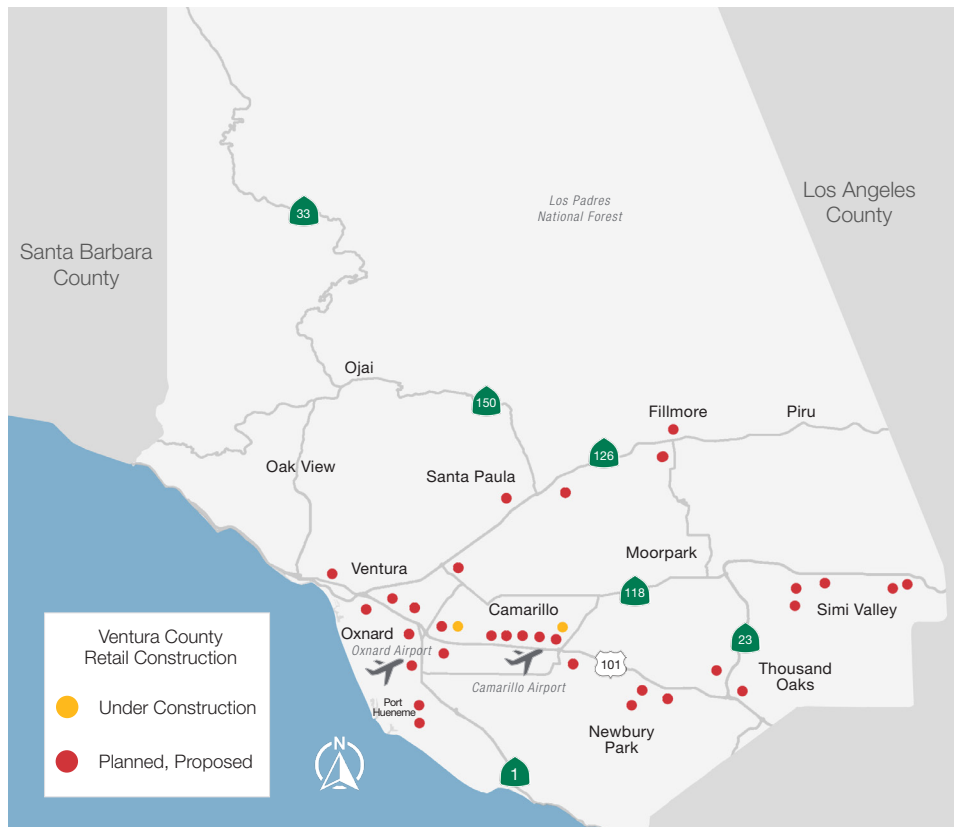 Los Angeles
County
Los Padres
National Forest
33
Santa Barbara
County
Ojai
150
Fillmore
Piru
126
Oak View
Santa Paula
Moorpark
Ventura
118
Camarillo
Simi Valley
Oxnard
Oxnard Airport
23
101
Camarillo Airport
Thousand
Oaks
Port
Hueneme
Newbury
Park
1
N
Ventura County
Retail Construction
Under Construction
Planned, Proposed